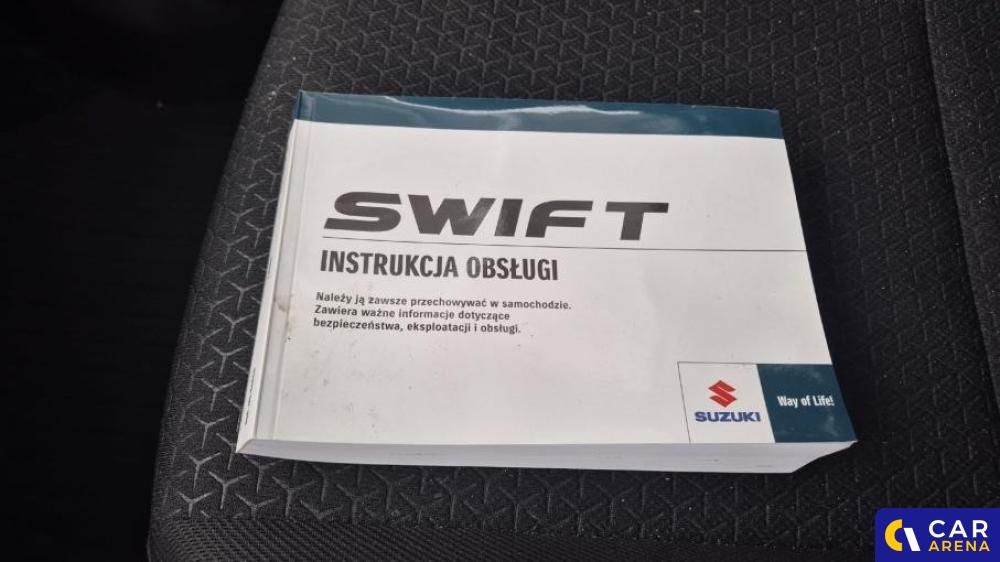 SWIFT
INSTRUKCJA OBSŁUGI
Należy ją zawsze przechowywać w samochodzie.
Zawiera ważne informacje dotyczące
bezpieczeństwa, eksploatacji i obsługi.
SUZUKI
Way of Life!
CAR
ARENA